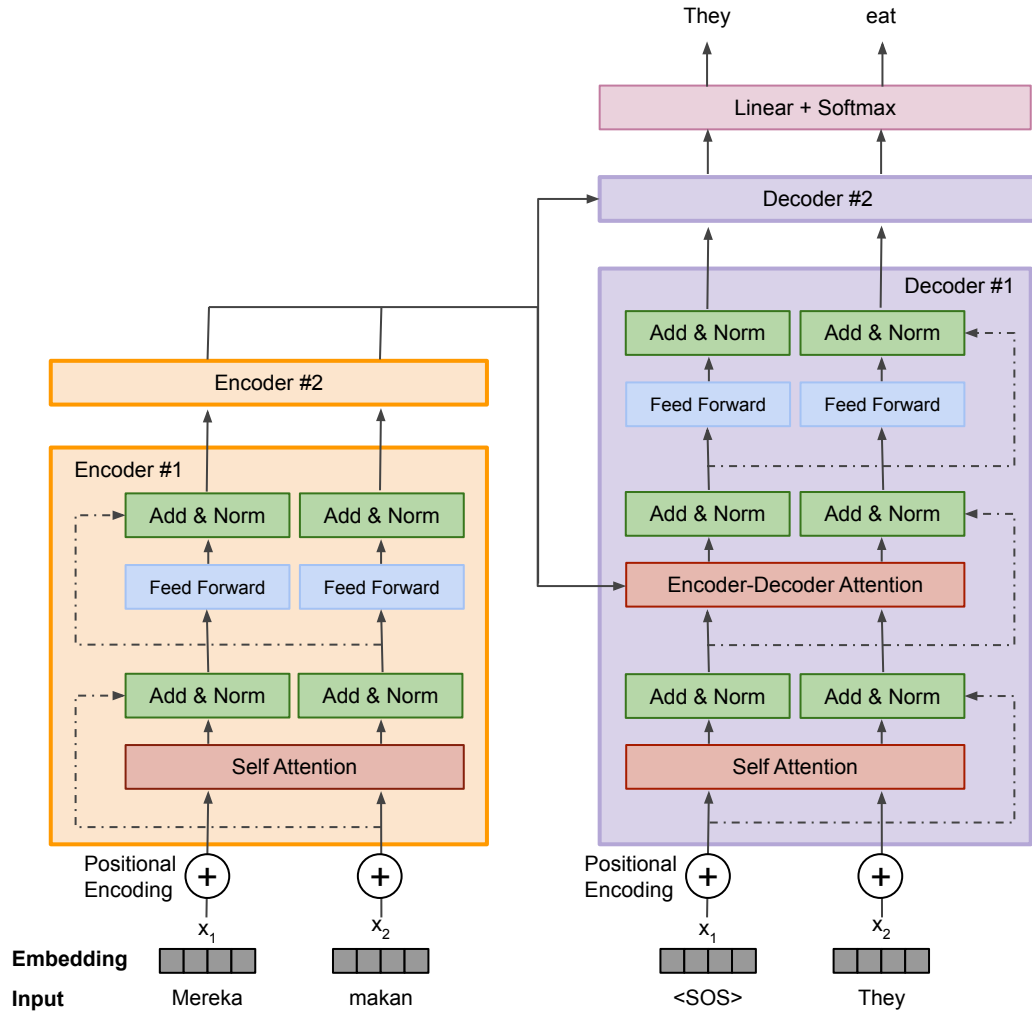 They eat
Linear + Softmax
Decoder #2
Decoder #1
Add & Norm Add & Norm
Feed Forward Feed Forward
Add & Norm Add & Norm
Encoder-Decoder Attention
Add & Norm Add & Norm
Self Attention
Encoder #2
Encoder #1
Add & Norm Add & Norm
Feed Forward Feed Forward
Add & Norm Add & Norm
Self Attention
Positional
Encoding
+ +
Positional
Encoding
+ +
x₁ x₂ x₁ x₂
Embedding
Input Mereka makan <SOS> They